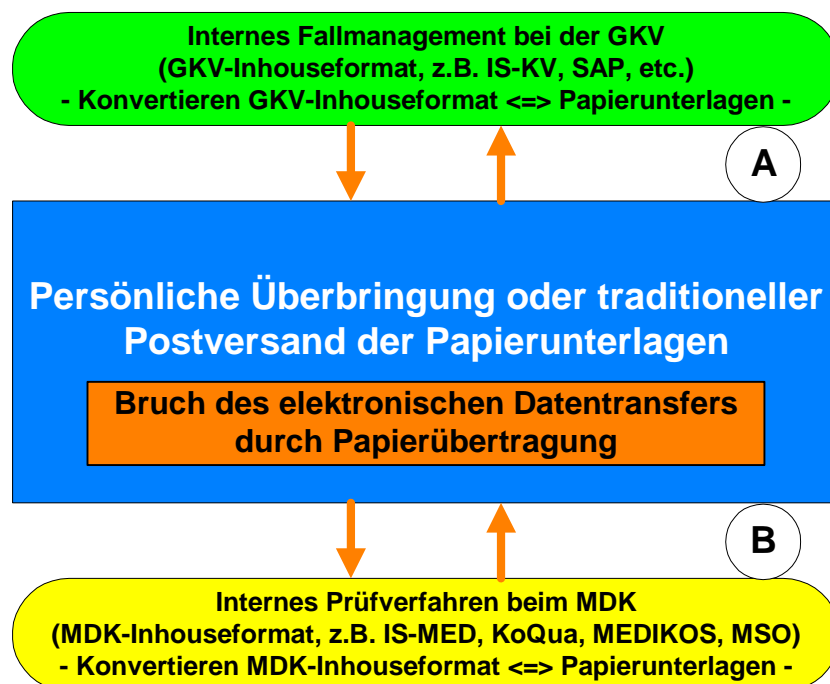 Internes Fallmanagement bei der GKV
(GKV-Inhouseformat, z.B. IS-KV, SAP, etc.)
- Konvertieren GKV-Inhouseformat <=> Papierunterlagen -
A
Persönliche Überbringung oder traditioneller
Postversand der Papierunterlagen
Bruch des elektronischen Datentransfers
durch Papierübertragung
B
Internes Prüfverfahren beim MDK
(MDK-Inhouseformat, z.B. IS-MED, KoQua, MEDIKOS, MSO)
- Konvertieren MDK-Inhouseformat <=> Papierunterlagen -